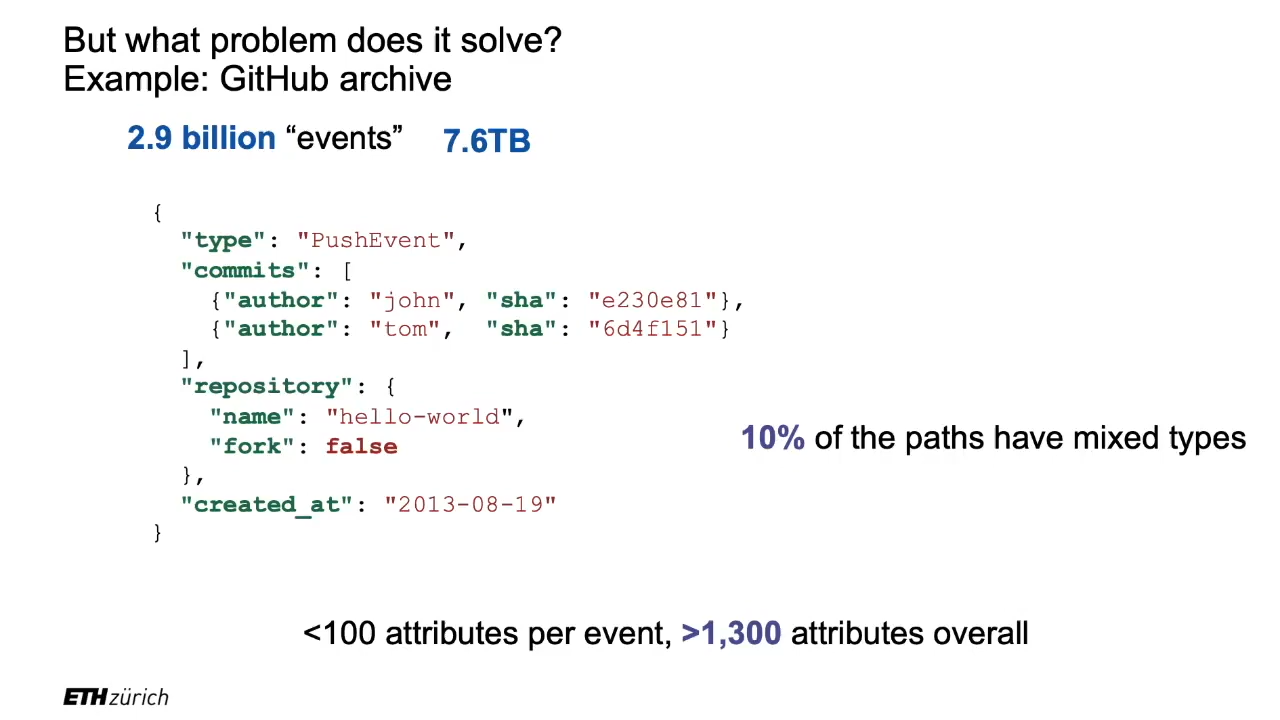 But what problem does it solve?
Example: GitHub archive
2.9 billion “events” 7.6TB
{
"type": "PushEvent",
"commits": [
{"author": "john", "sha": "e230e81"},
{"author": "tom", "sha": "6d4f151"}
],
"repository": {
"name": "hello-world",
"fork": false
},
"created_at": "2013-08-19"
}
10% of the paths have mixed types
<100 attributes per event, >1,300 attributes overall
ETH zürich